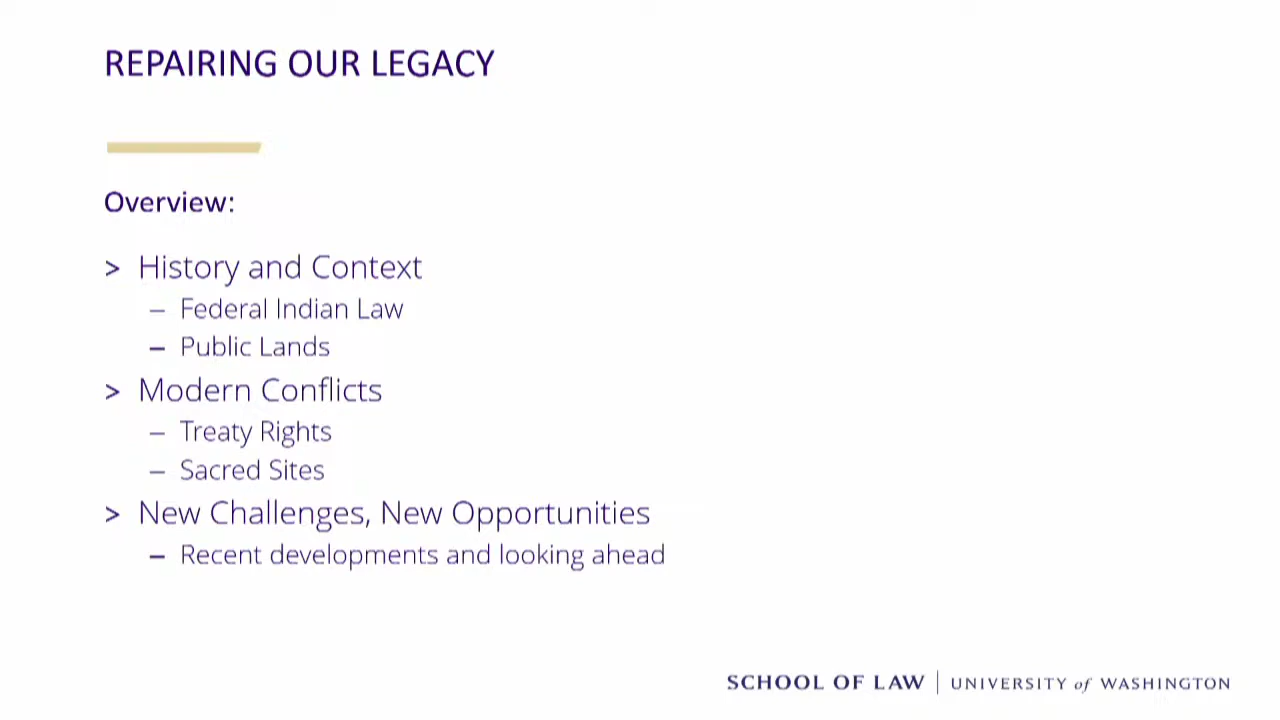 REPAIRING OUR LEGACY
Overview:
> History and Context
– Federal Indian Law
– Public Lands
> Modern Conflicts
– Treaty Rights
– Sacred Sites
> New Challenges, New Opportunities
– Recent developments and looking ahead
SCHOOL OF LAW | UNIVERSITY of WASHINGTON